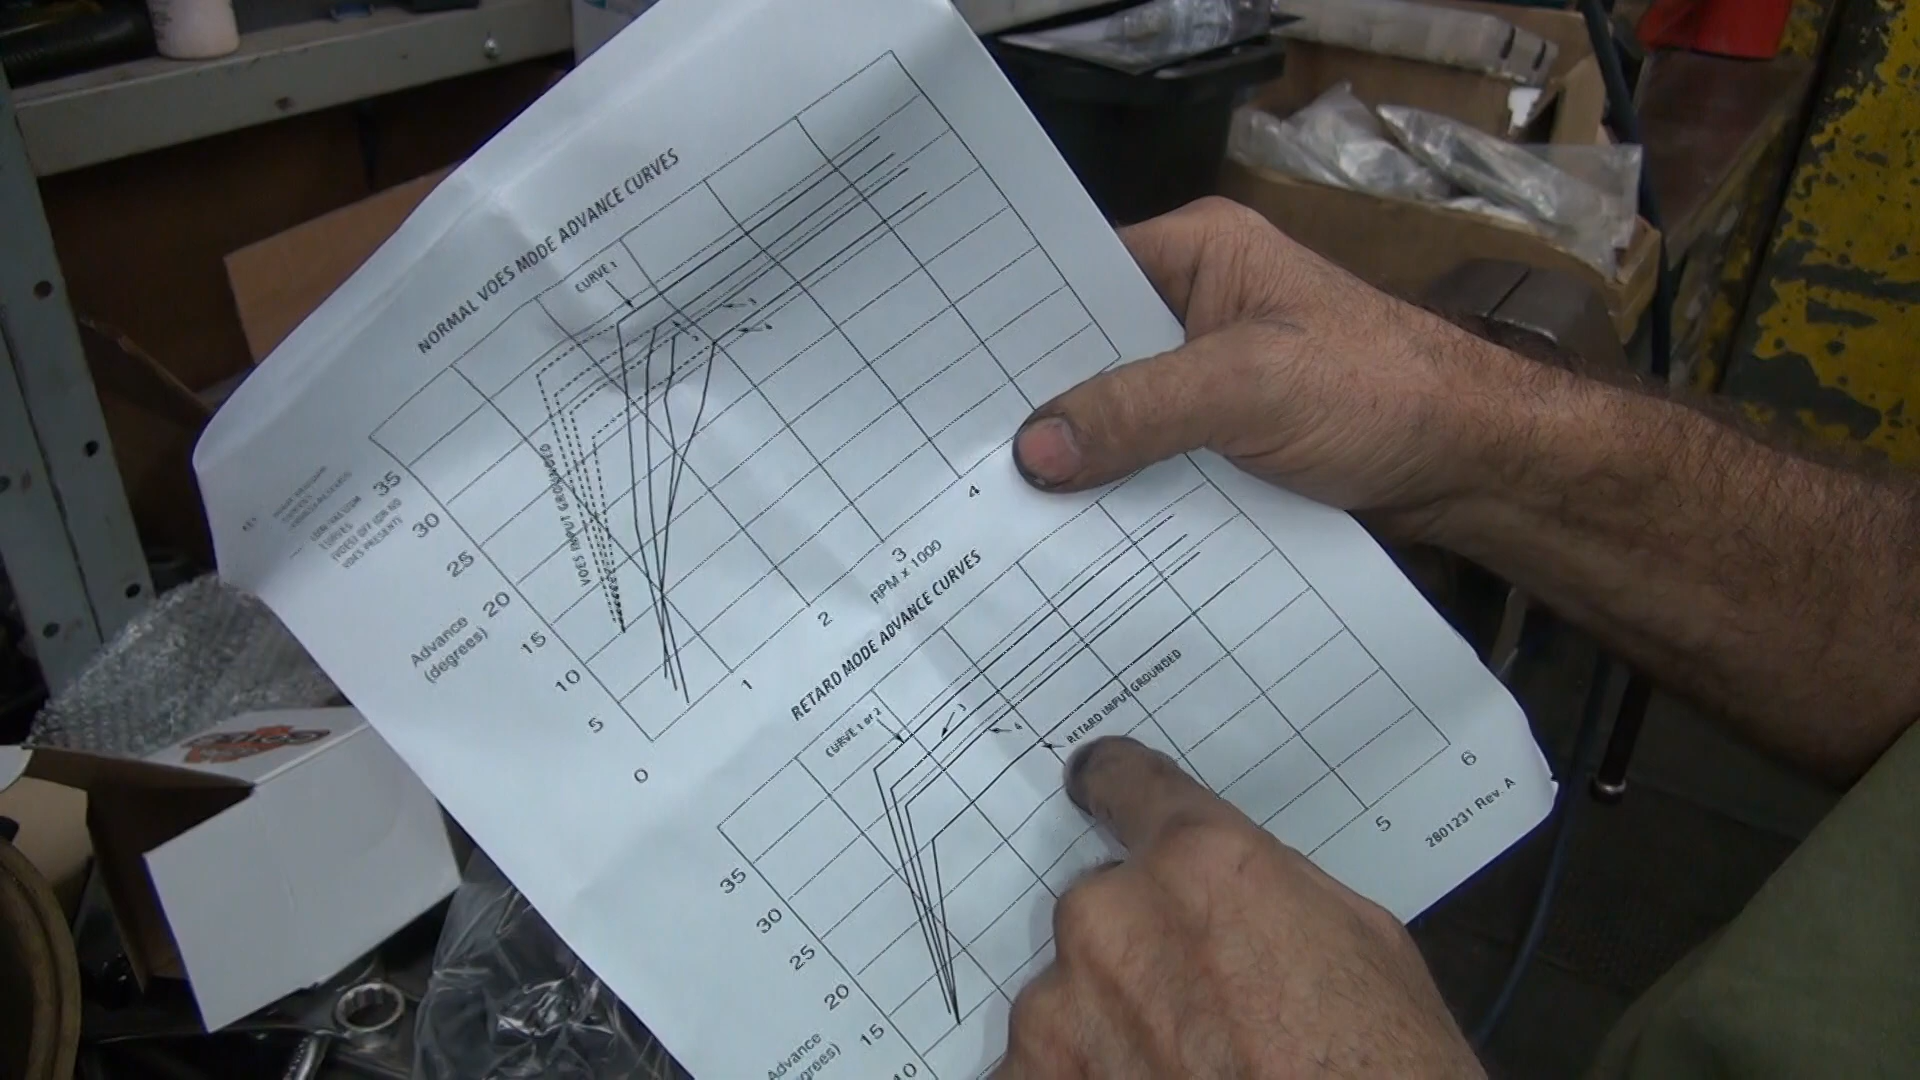 NORMAL VOES MODE ADVANCE CURVES
CURVE 1
3
2
4
VOES INPUT GROUNDED
KEY
LOW VACUUM
CURVES
(VOES) OFF (OR NO
VOES PRESENT)
35
30
25
20
15
10
5
0
Advance
(degrees)
1
2
3
4
5
6
RPM x 1000
RETARD MODE ADVANCE CURVES
CURVE 1 or 2
3
4
RETARD INPUT GROUNDED
35
30
25
20
15
10
Advance
2801231 Rev. A